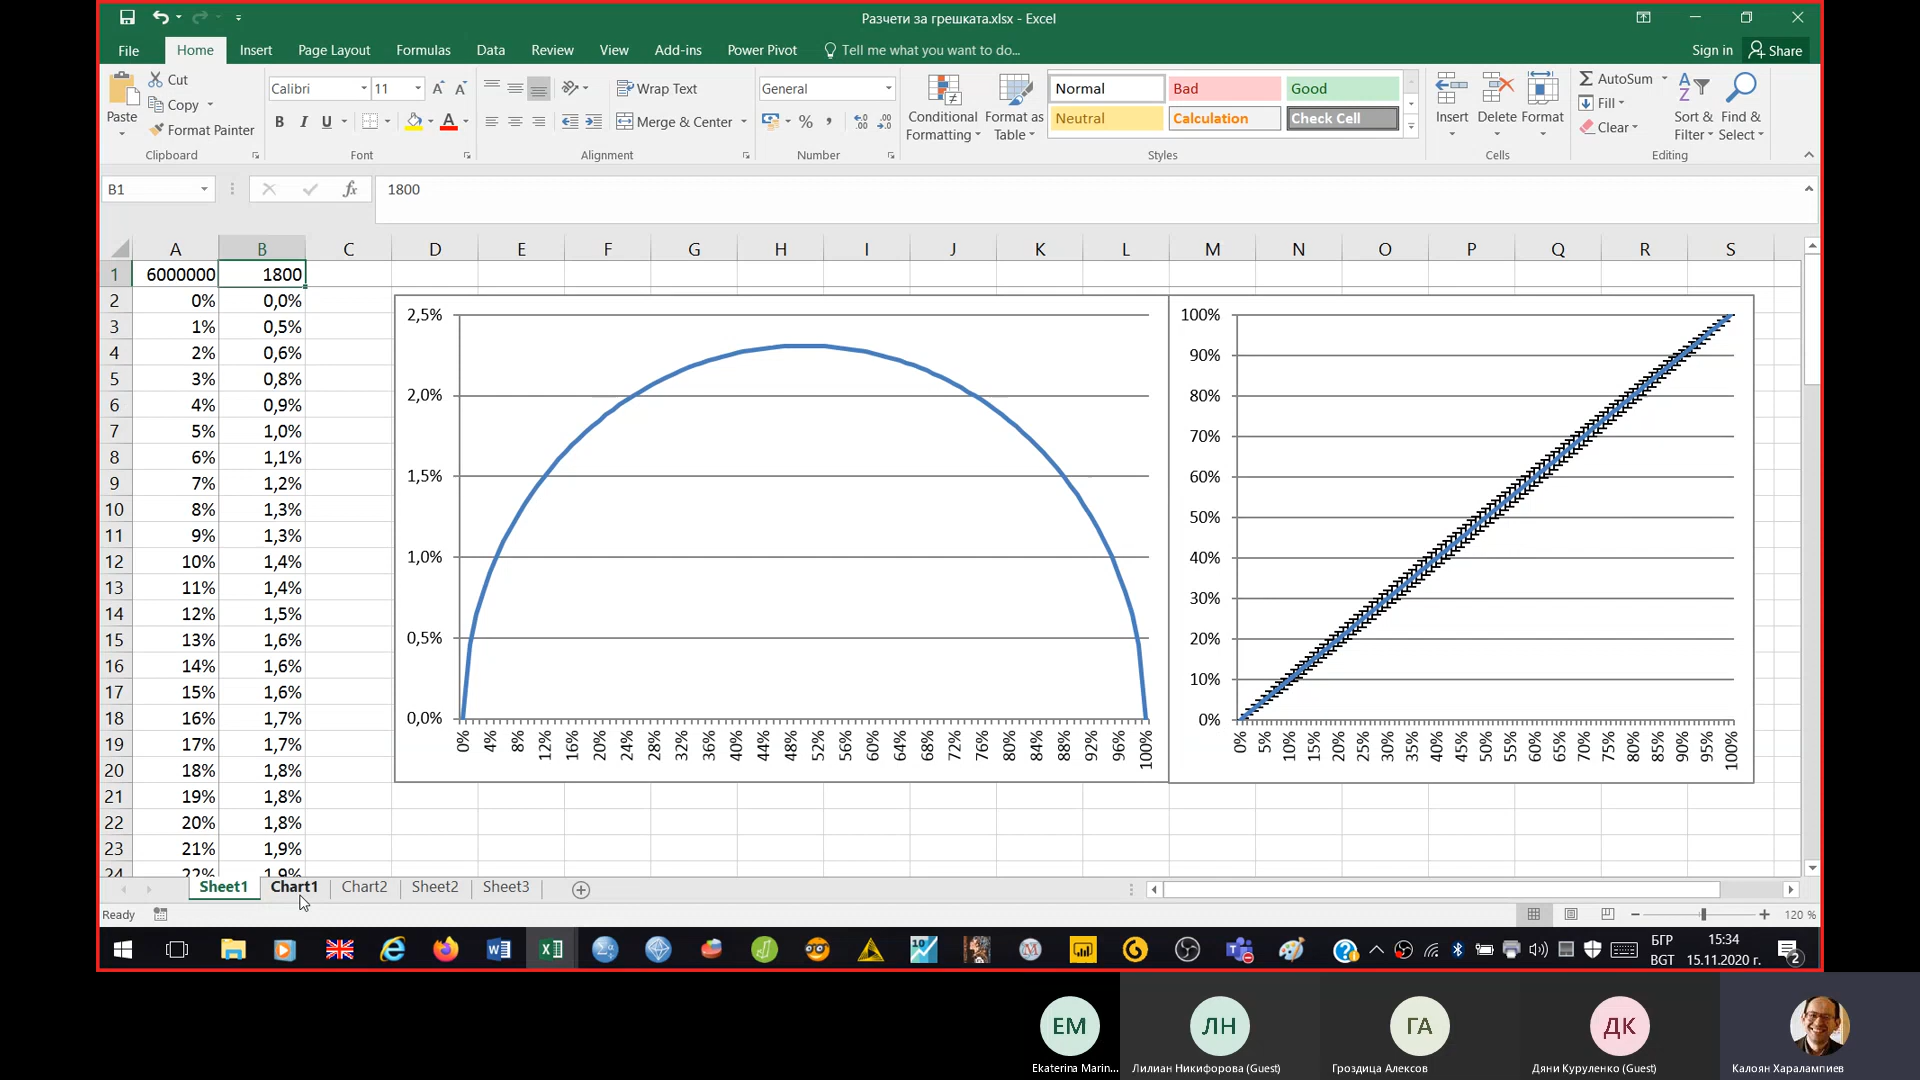 Разчети за грешката.xlsx - Excel
File Home Insert Page Layout Formulas Data Review View Add-ins Power Pivot Tell me what you want to do... Sign in Share
Paste
Cut
Copy
Format Painter
Clipboard
Calibri 11
B I U
Font
Wrap Text
Merge & Center
Alignment
General
%
Number
Conditional Formatting
Format as Table
Normal Bad Good
Neutral Calculation Check Cell
Styles
Insert Delete Format
Cells
AutoSum
Fill
Clear
Sort & Filter
Find & Select
Editing
B1 fx 1800
A B C D E F G H I J K L M N O P Q R S
1 6000000 1800
2 0% 0,0%
3 1% 0,5%
4 2% 0,6%
5 3% 0,8%
6 4% 0,9%
7 5% 1,0%
8 6% 1,1%
9 7% 1,2%
10 8% 1,3%
11 9% 1,3%
12 10% 1,4%
13 11% 1,4%
14 12% 1,5%
15 13% 1,6%
16 14% 1,6%
17 15% 1,6%
18 16% 1,7%
19 17% 1,7%
20 18% 1,8%
21 19% 1,8%
22 20% 1,8%
23 21% 1,9%
24 22% 1,9%
2,5%
2,0%
1,5%
1,0%
0,5%
0,0%
0% 4% 8% 12% 16% 20% 24% 28% 32% 36% 40% 44% 48% 52% 56% 60% 64% 68% 72% 76% 80% 84% 88% 92% 96% 100%
100%
90%
80%
70%
60%
50%
40%
30%
20%
10%
0%
0% 5% 10% 15% 20% 25% 30% 35% 40% 45% 50% 55% 60% 65% 70% 75% 80% 85% 90% 95% 100%
Sheet1 Chart1 Chart2 Sheet2 Sheet3
Ready 120 %
БГР
BGT
15:34
15.11.2020 г.
2
EM ЛН ГА ДК
Ekaterina Marin... Лилиан Никифорова (Guest) Гроздица Алексов Дяни Куруленко (Guest) Калоян Харалампиев